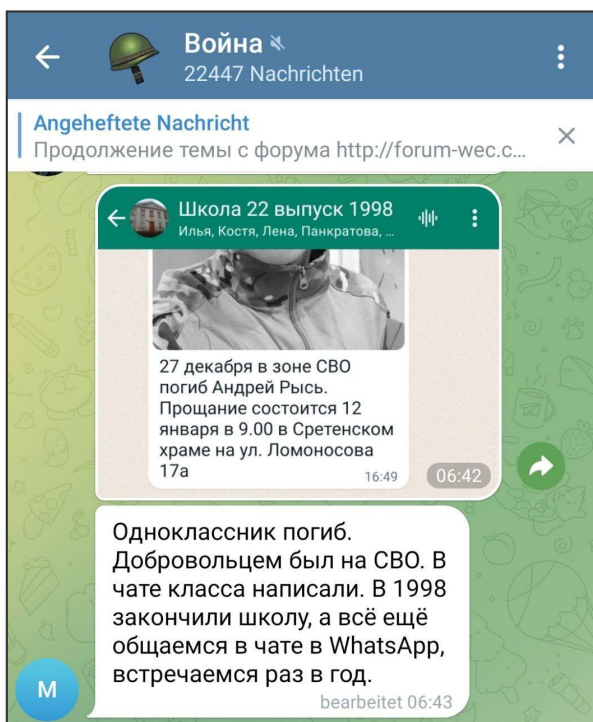 Война
22447 Nachrichten
Angeheftete Nachricht
Продолжение темы с форума http://forum-wec.c...
Школа 22 выпуск 1998
Илья, Костя, Лена, Панкратова, ...
27 декабря в зоне СВО
погиб Андрей Рысь.
Прощание состоится 12
января в 9.00 в Сретенском
храме на ул. Ломоносова
17а
16:49
06:42
Одноклассник погиб.
Добровольцем был на СВО. В
чате класса написали. В 1998
закончили школу, а всё ещё
общаемся в чате в WhatsApp,
встречаемся раз в год.
bearbeitet 06:43
М